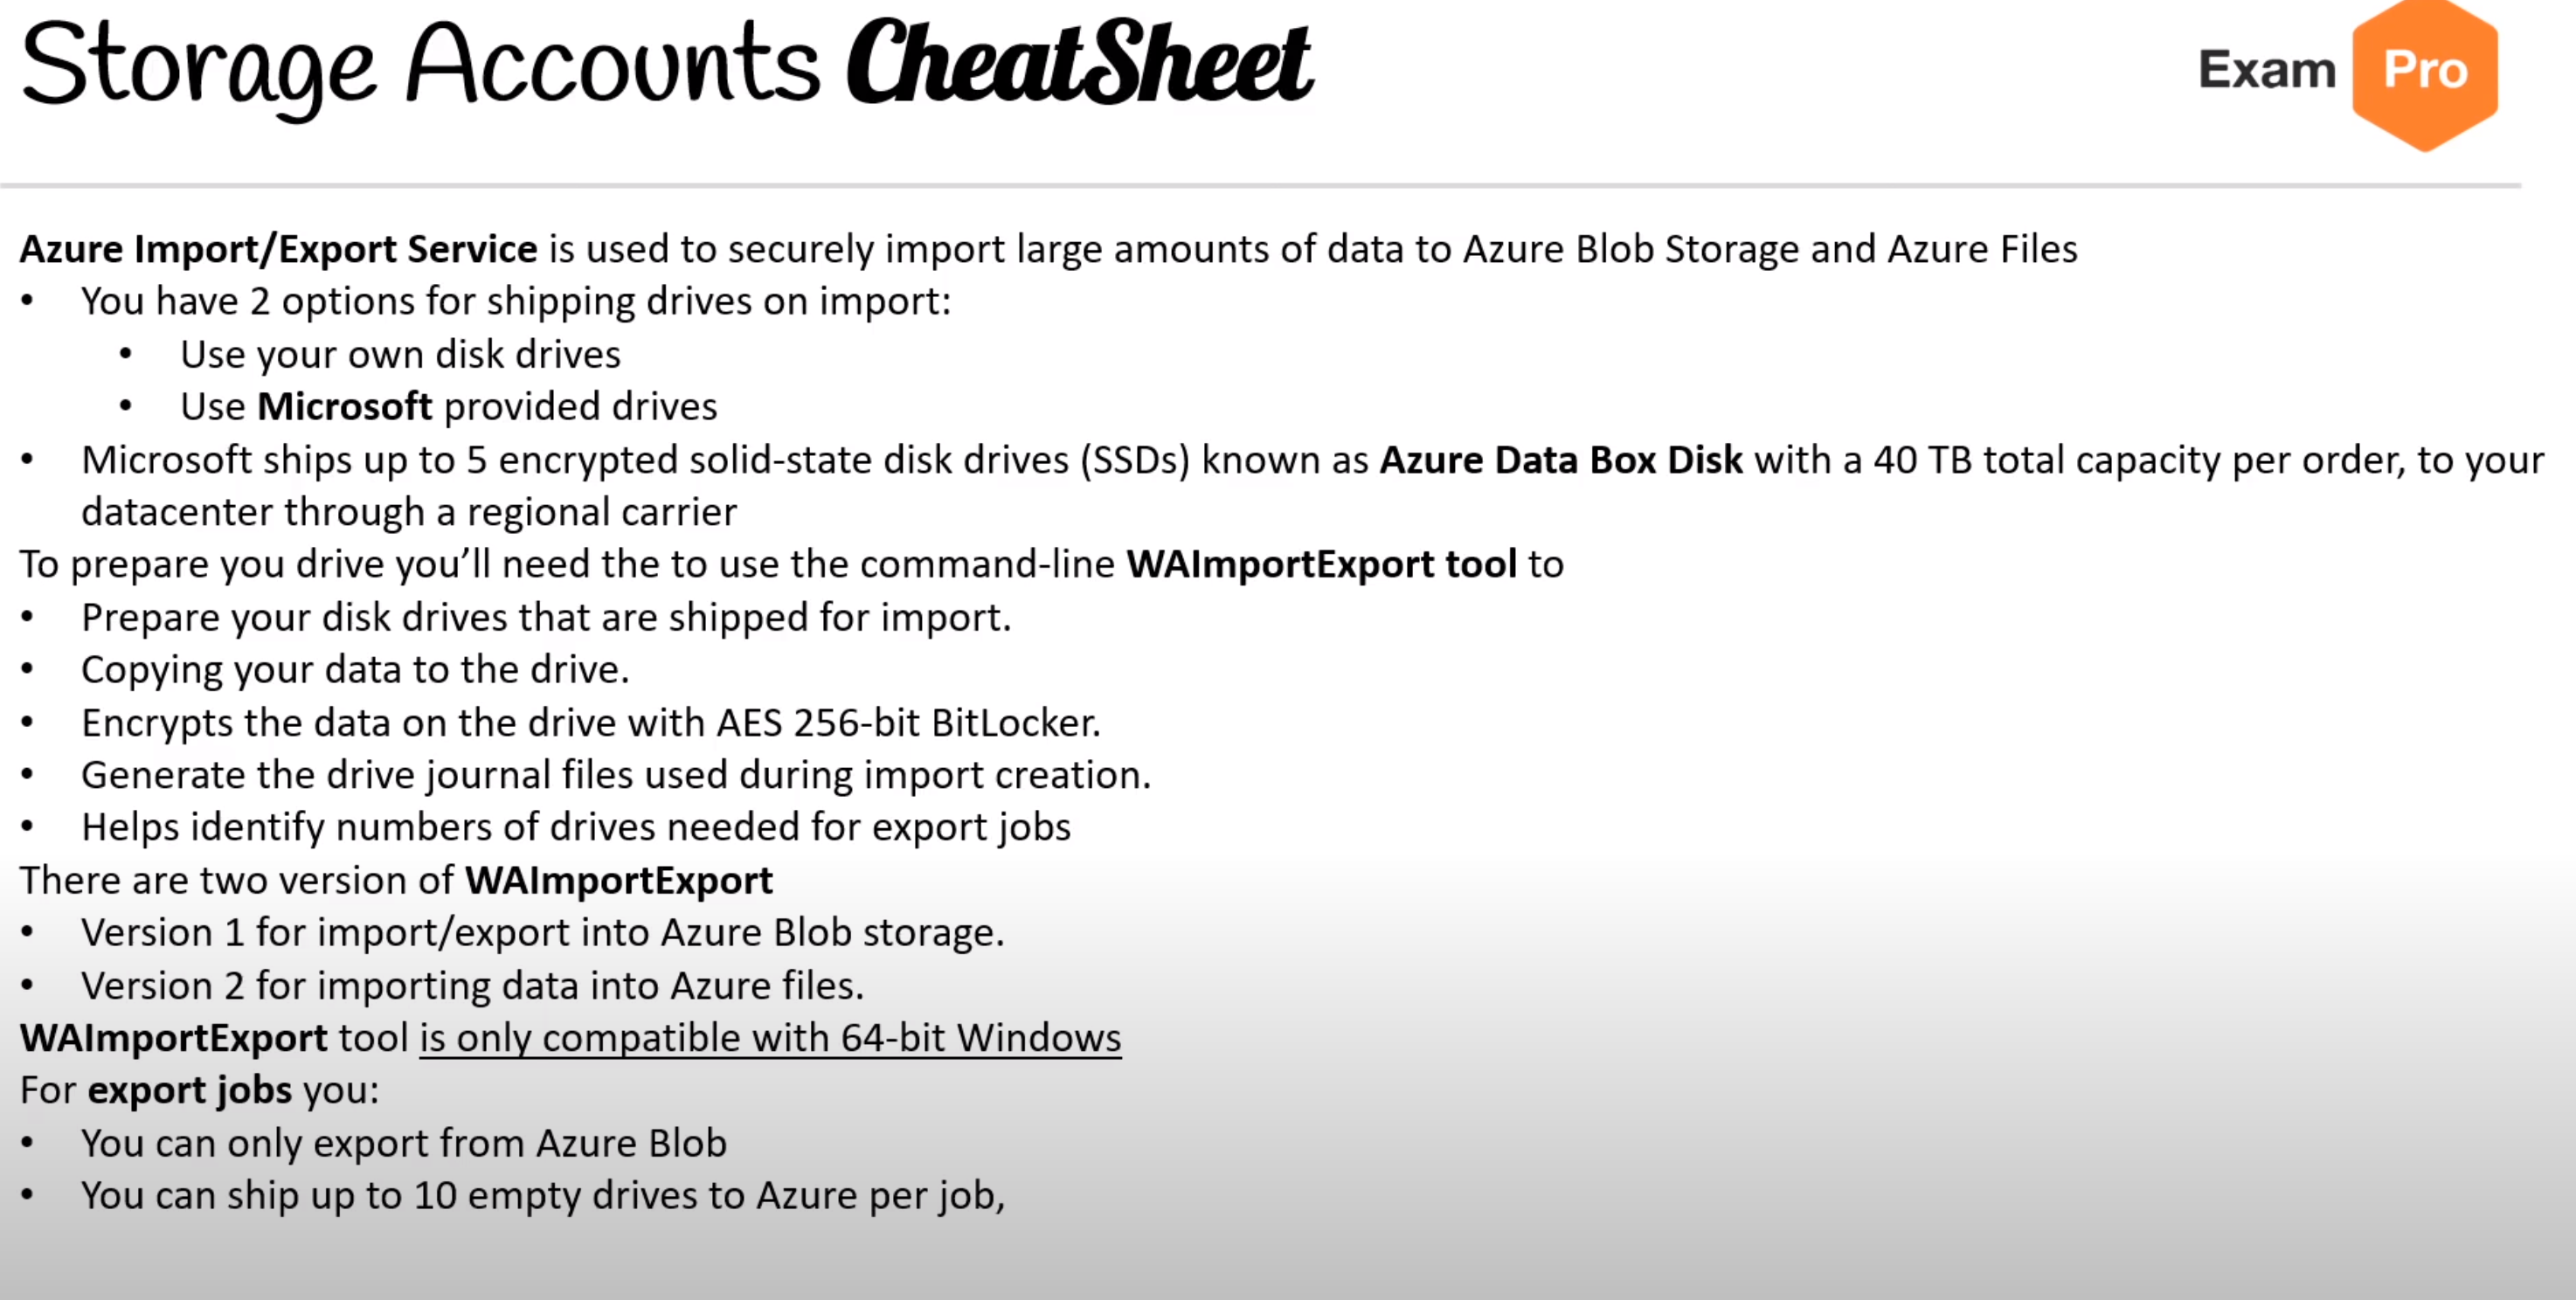 Storage Accounts CheatSheet
Exam Pro
Azure Import/Export Service is used to securely import large amounts of data to Azure Blob Storage and Azure Files
• You have 2 options for shipping drives on import:
• Use your own disk drives
• Use Microsoft provided drives
• Microsoft ships up to 5 encrypted solid-state disk drives (SSDs) known as Azure Data Box Disk with a 40 TB total capacity per order, to your
datacenter through a regional carrier
To prepare you drive you’ll need the to use the command-line WAImportExport tool to
• Prepare your disk drives that are shipped for import.
• Copying your data to the drive.
• Encrypts the data on the drive with AES 256-bit BitLocker.
• Generate the drive journal files used during import creation.
• Helps identify numbers of drives needed for export jobs
There are two version of WAImportExport
• Version 1 for import/export into Azure Blob storage.
• Version 2 for importing data into Azure files.
WAImportExport tool is only compatible with 64-bit Windows
For export jobs you:
• You can only export from Azure Blob
• You can ship up to 10 empty drives to Azure per job,